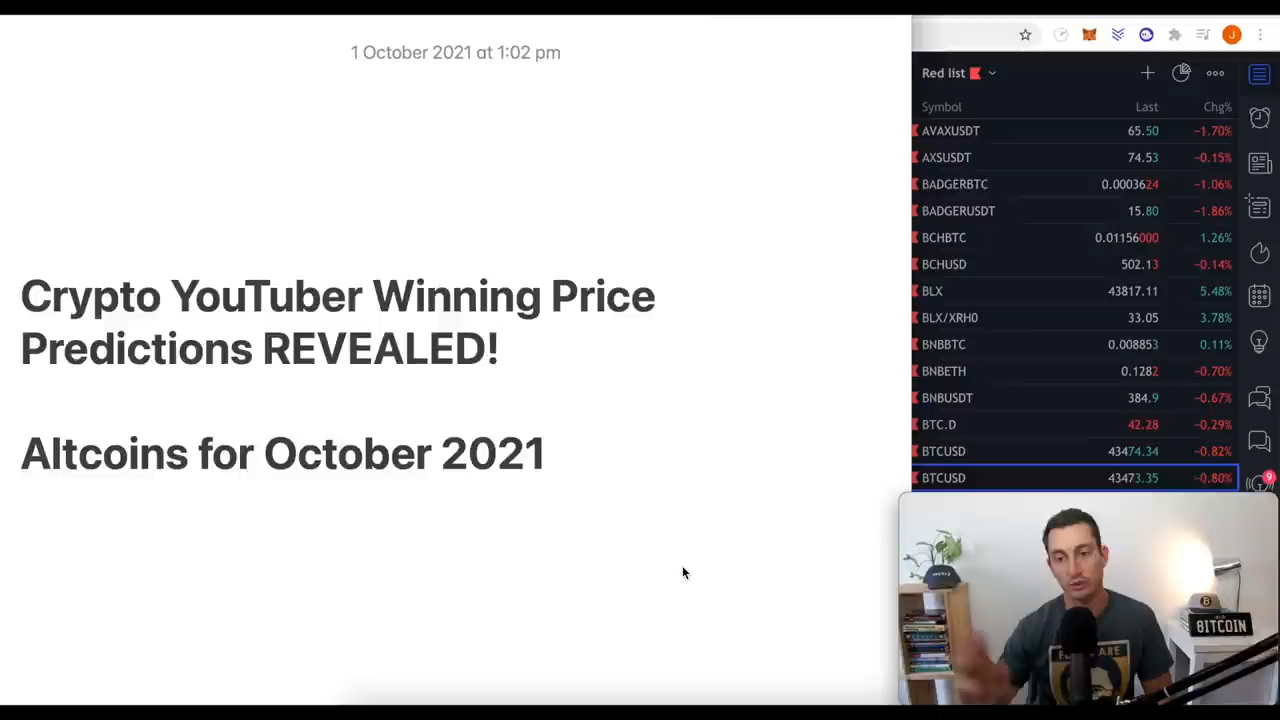 1 October 2021 at 1:02 pm
Crypto YouTuber Winning Price
Predictions REVEALED!
Altcoins for October 2021
J
Red list
Symbol Last Chg%
AVAXUSDT 65.50 −1.70%
AXSUSDT 74.53 −0.15%
BADGERBTC 0.0003624 −1.06%
BADGERUSDT 15.80 −1.86%
BCHBTC 0.01156000 1.26%
BCHUSD 502.13 −0.14%
BLX 43817.11 5.48%
BLX/XRH0 33.05 3.78%
BNBBTC 0.008853 0.11%
BNBETH 0.1282 −0.70%
BNBUSDT 384.9 −0.67%
BTC.D 42.28 −0.29%
BTCUSD 43474.34 −0.82%
BTCUSD 43473.35 −0.80%
9
BITCOIN